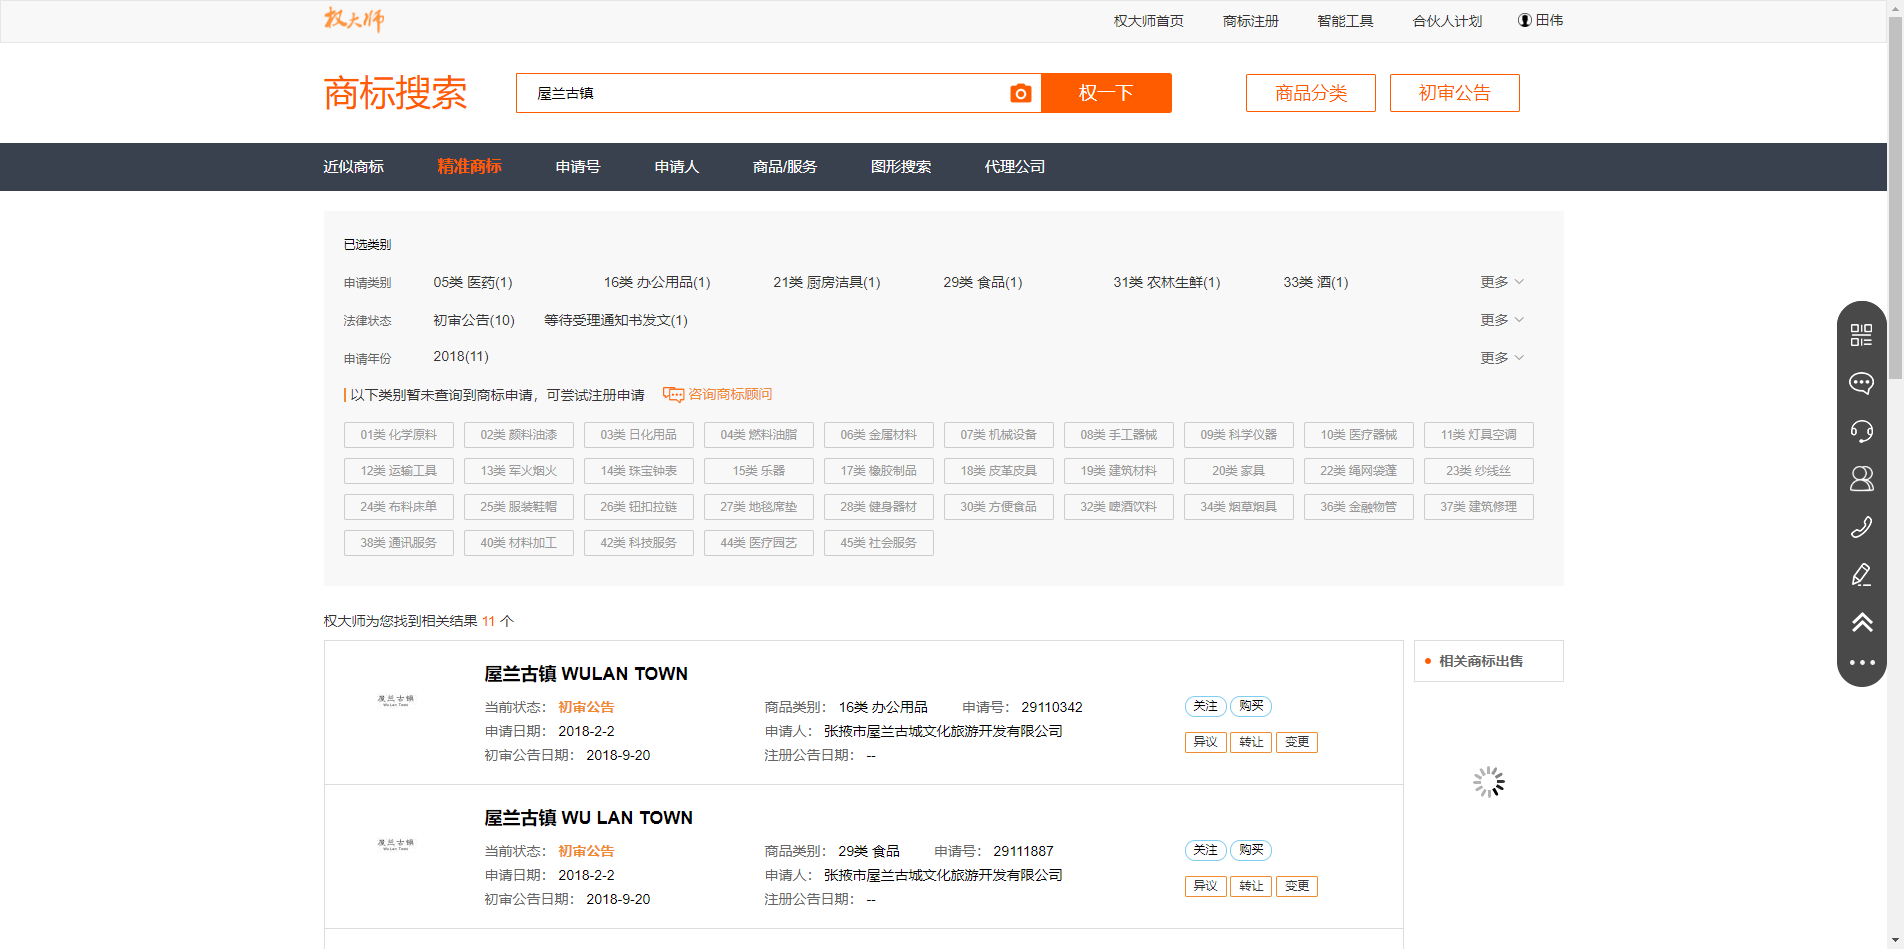 权大师
权大师首页 商标注册 智能工具 合伙人计划 田伟
商标搜索 屋兰古镇 权一下 商品分类 初审公告
近似商标 精准商标 申请号 申请人 商品/服务 图形搜索 代理公司
已选类别
申请类别 05类 医药(1) 16类 办公用品(1) 21类 厨房洁具(1) 29类 食品(1) 31类 农林生鲜(1) 33类 酒(1) 更多
法律状态 初审公告(10) 等待受理通知书发文(1) 更多
申请年份 2018(11) 更多
以下类别暂未查询到商标申请，可尝试注册申请 咨询商标顾问
01类 化学原料 02类 颜料油漆 03类 日化用品 04类 燃料油脂 06类 金属材料 07类 机械设备 08类 手工器械 09类 科学仪器 10类 医疗器械 11类 灯具空调
12类 运输工具 13类 军火烟火 14类 珠宝钟表 15类 乐器 17类 橡胶制品 18类 皮革皮具 19类 建筑材料 20类 家具 22类 绳网袋篷 23类 纱线丝
24类 布料床单 25类 服装鞋帽 26类 钮扣拉链 27类 地毯席垫 28类 健身器材 30类 方便食品 32类 啤酒饮料 34类 烟草烟具 36类 金融物管 37类 建筑修理
38类 通讯服务 40类 材料加工 42类 科技服务 44类 医疗园艺 45类 社会服务
权大师为您找到相关结果 11 个
屋兰古镇 WULAN TOWN
屋兰古镇
Wu Lan Town
当前状态： 初审公告 商品类别： 16类 办公用品 申请号： 29110342 关注 购买
申请日期： 2018-2-2 申请人： 张掖市屋兰古城文化旅游开发有限公司 异议 转让 变更
初审公告日期： 2018-9-20 注册公告日期： --
相关商标出售
屋兰古镇 WU LAN TOWN
屋兰古镇
Wu Lan Town
当前状态： 初审公告 商品类别： 29类 食品 申请号： 29111887 关注 购买
申请日期： 2018-2-2 申请人： 张掖市屋兰古城文化旅游开发有限公司 异议 转让 变更
初审公告日期： 2018-9-20 注册公告日期： --